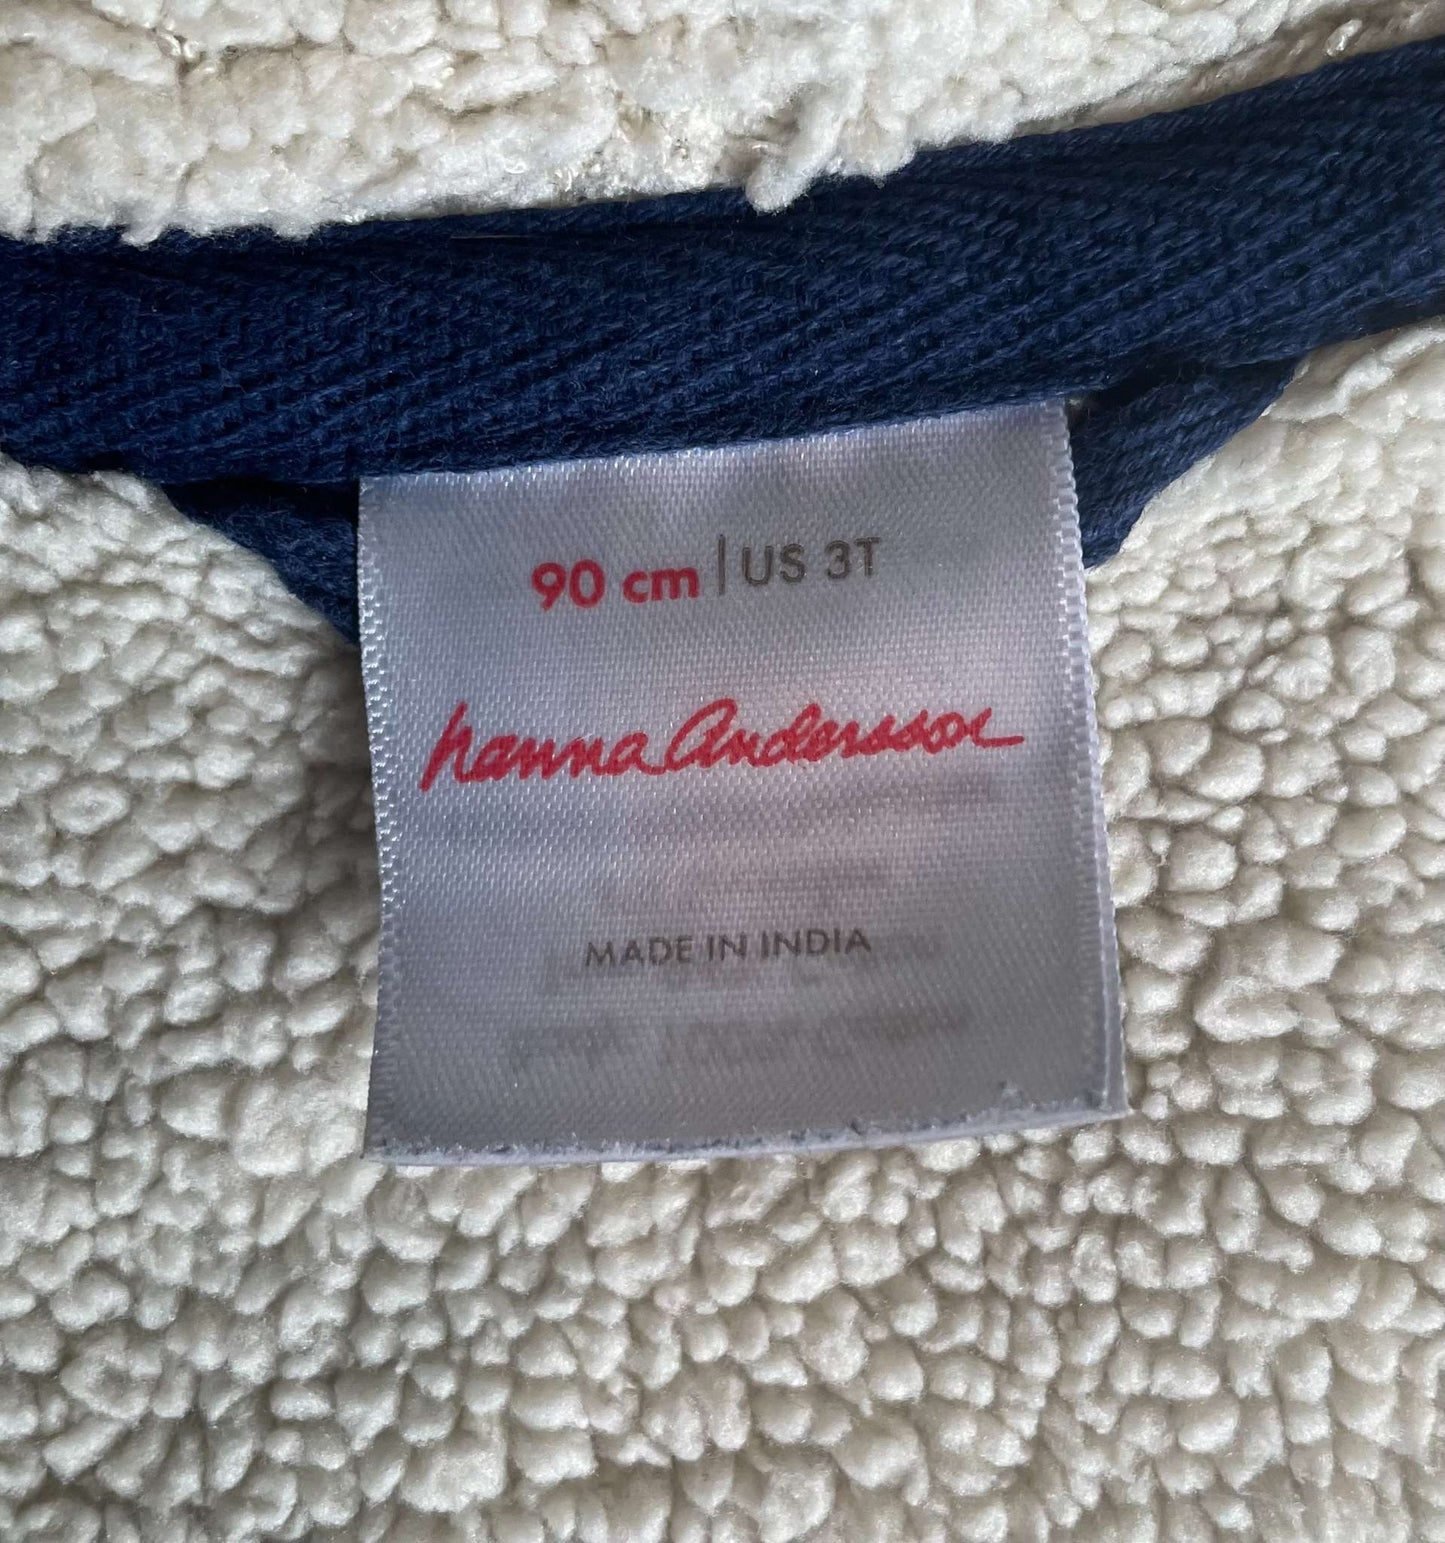 90 cm | US 3T
hanna Andersson
MADE IN INDIA